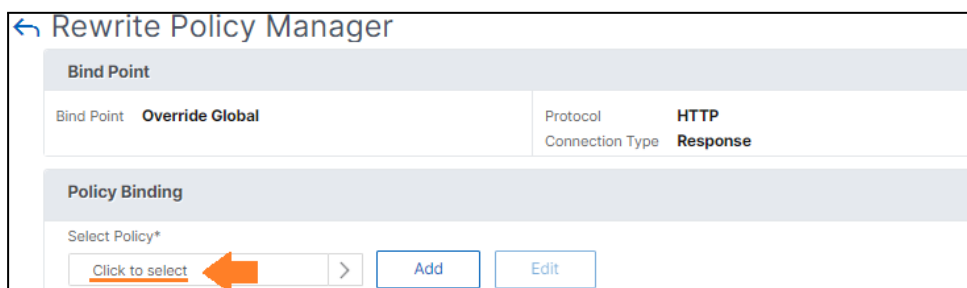 Rewrite Policy Manager
Bind Point
Bind Point Override Global
Protocol HTTP
Connection Type Response
Policy Binding
Select Policy*
Click to select
Add
Edit